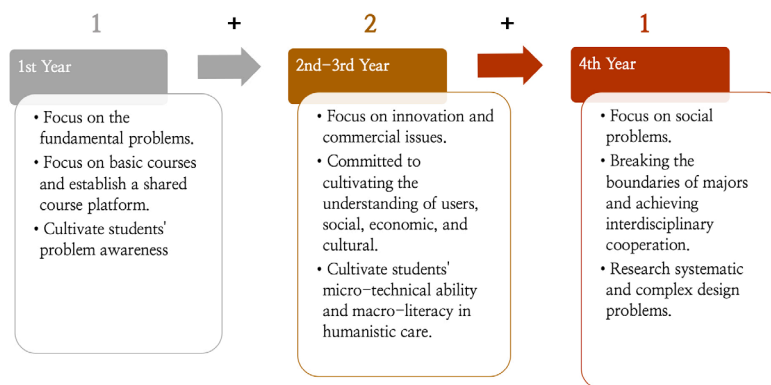 1 + 2 + 1
1st Year
• Focus on the
fundamental problems.
• Focus on basic courses
and establish a shared
course platform.
• Cultivate students'
problem awareness
2nd-3rd Year
• Focus on innovation and
commercial issues.
• Committed to
cultivating the
understanding of users,
social, economic, and
cultural.
• Cultivate students'
micro-technical ability
and macro-literacy in
humanistic care.
4th Year
• Focus on social
problems.
• Breaking the
boundaries of majors
and achieving
interdisciplinary
cooperation.
• Research systematic
and complex design
problems.